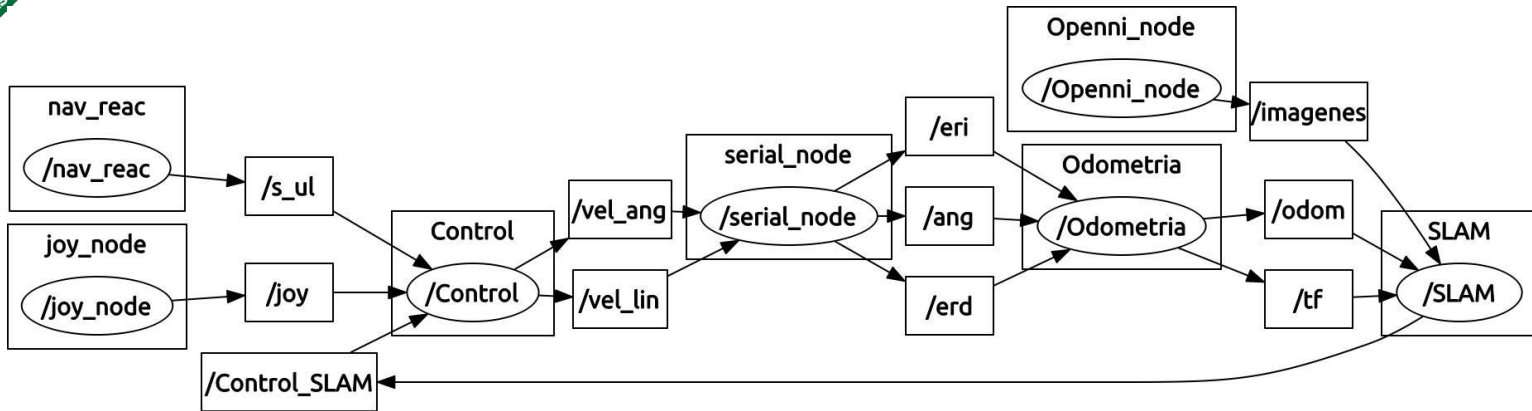 nav_reac
/nav_reac
joy_node
/joy_node
/s_ul
/joy
/Control_SLAM
Control
/Control
/vel_ang
/vel_lin
serial_node
/serial_node
/eri
/ang
/erd
Openni_node
/Openni_node
Odometria
/Odometria
/imagenes
/odom
/tf
SLAM
/SLAM